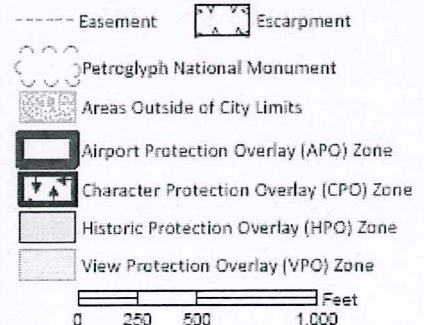 Easement Escarpment
Petroglyph National Monument
Areas Outside of City Limits
Airport Protection Overlay (APO) Zone
Character Protection Overlay (CPO) Zone
Historic Protection Overlay (HPO) Zone
View Protection Overlay (VPO) Zone
Feet
0 250 500 1,000